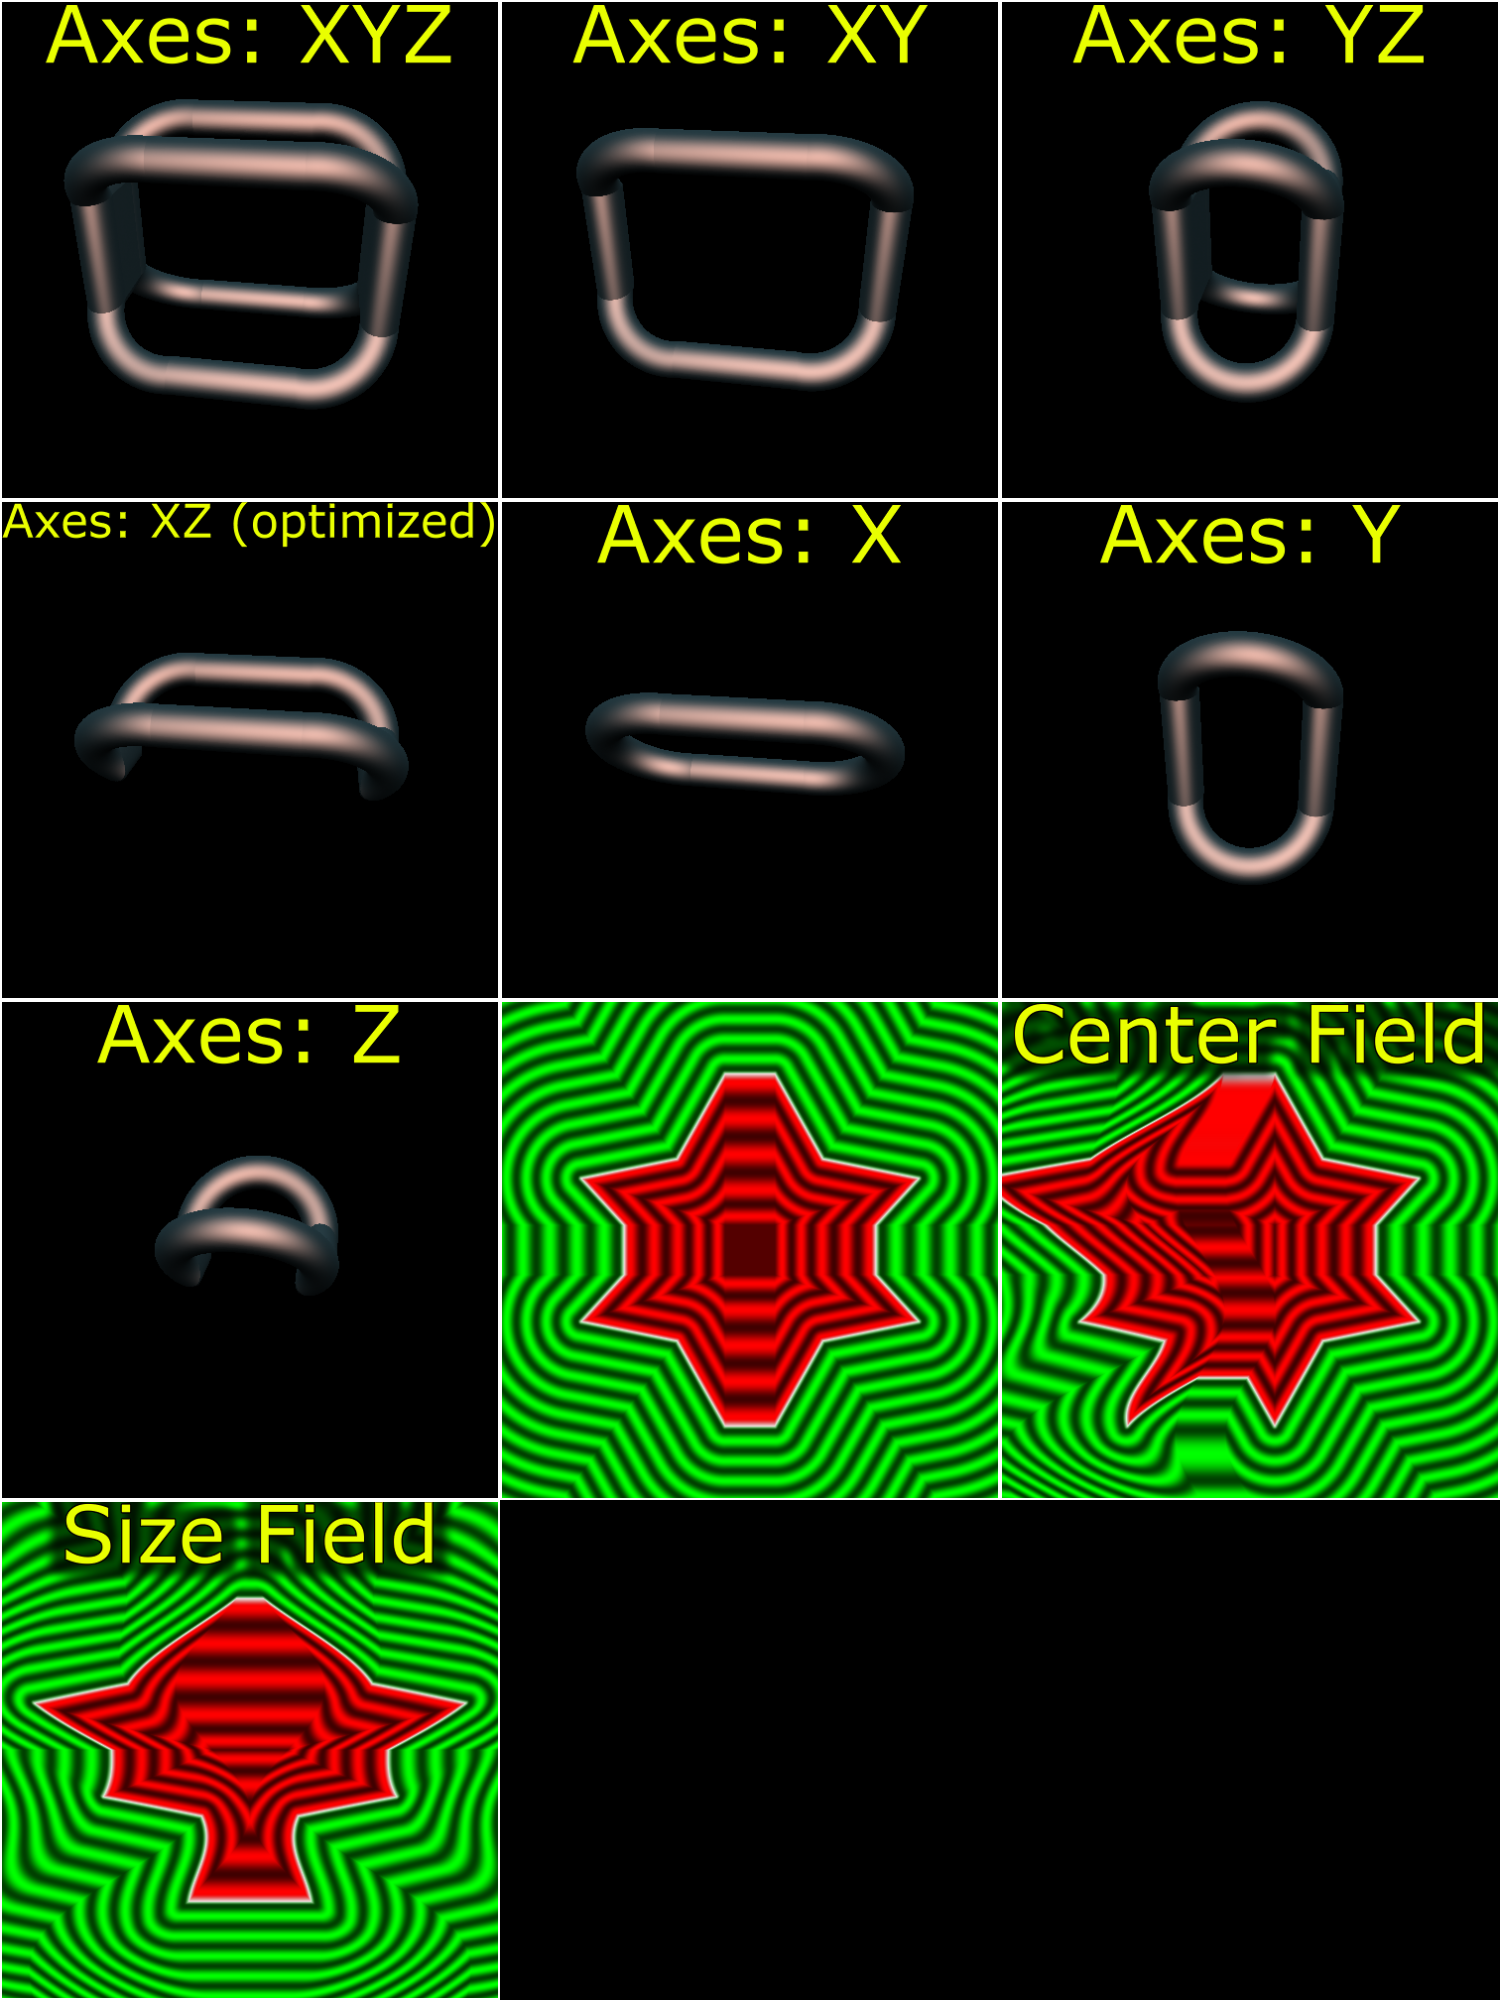 Axes: XYZ
Axes: XY
Axes: YZ
Axes: XZ (optimized)
Axes: X
Axes: Y
Axes: Z
Center Field
Size Field